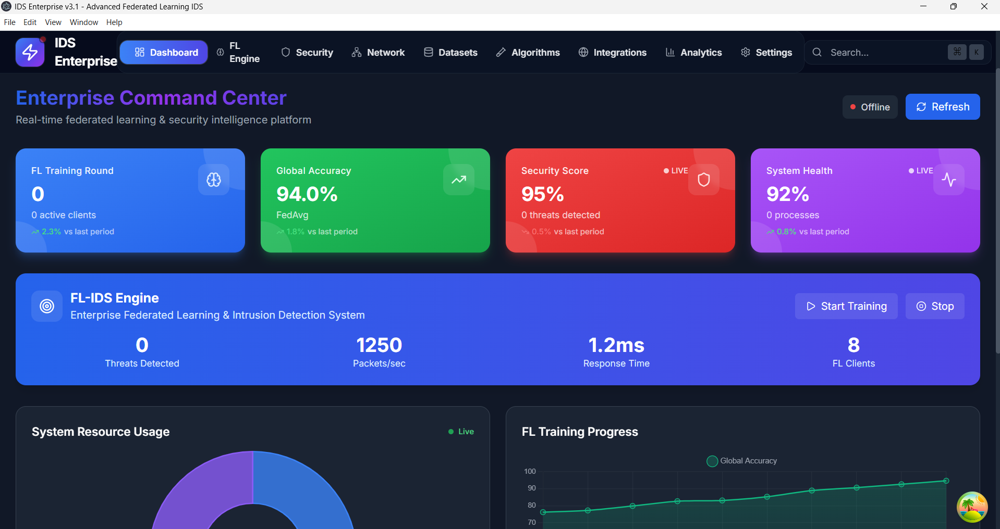 IDS Enterprise v3.1 - Advanced Federated Learning IDS
File Edit View Window Help
IDS
Enterprise
Dashboard
FL
Engine
Security
Network
Datasets
Algorithms
Integrations
Analytics
Settings
Search...
⌘ K
Enterprise Command Center
Real-time federated learning & security intelligence platform
Offline
Refresh
FL Training Round
0
0 active clients
2.3% vs last period
Global Accuracy
94.0%
FedAvg
1.8% vs last period
Security Score
LIVE
95%
0 threats detected
0.5% vs last period
System Health
LIVE
92%
0 processes
0.8% vs last period
FL-IDS Engine
Enterprise Federated Learning & Intrusion Detection System
Start Training
Stop
0
Threats Detected
1250
Packets/sec
1.2ms
Response Time
8
FL Clients
System Resource Usage
Live
FL Training Progress
Global Accuracy
100
90
80
70